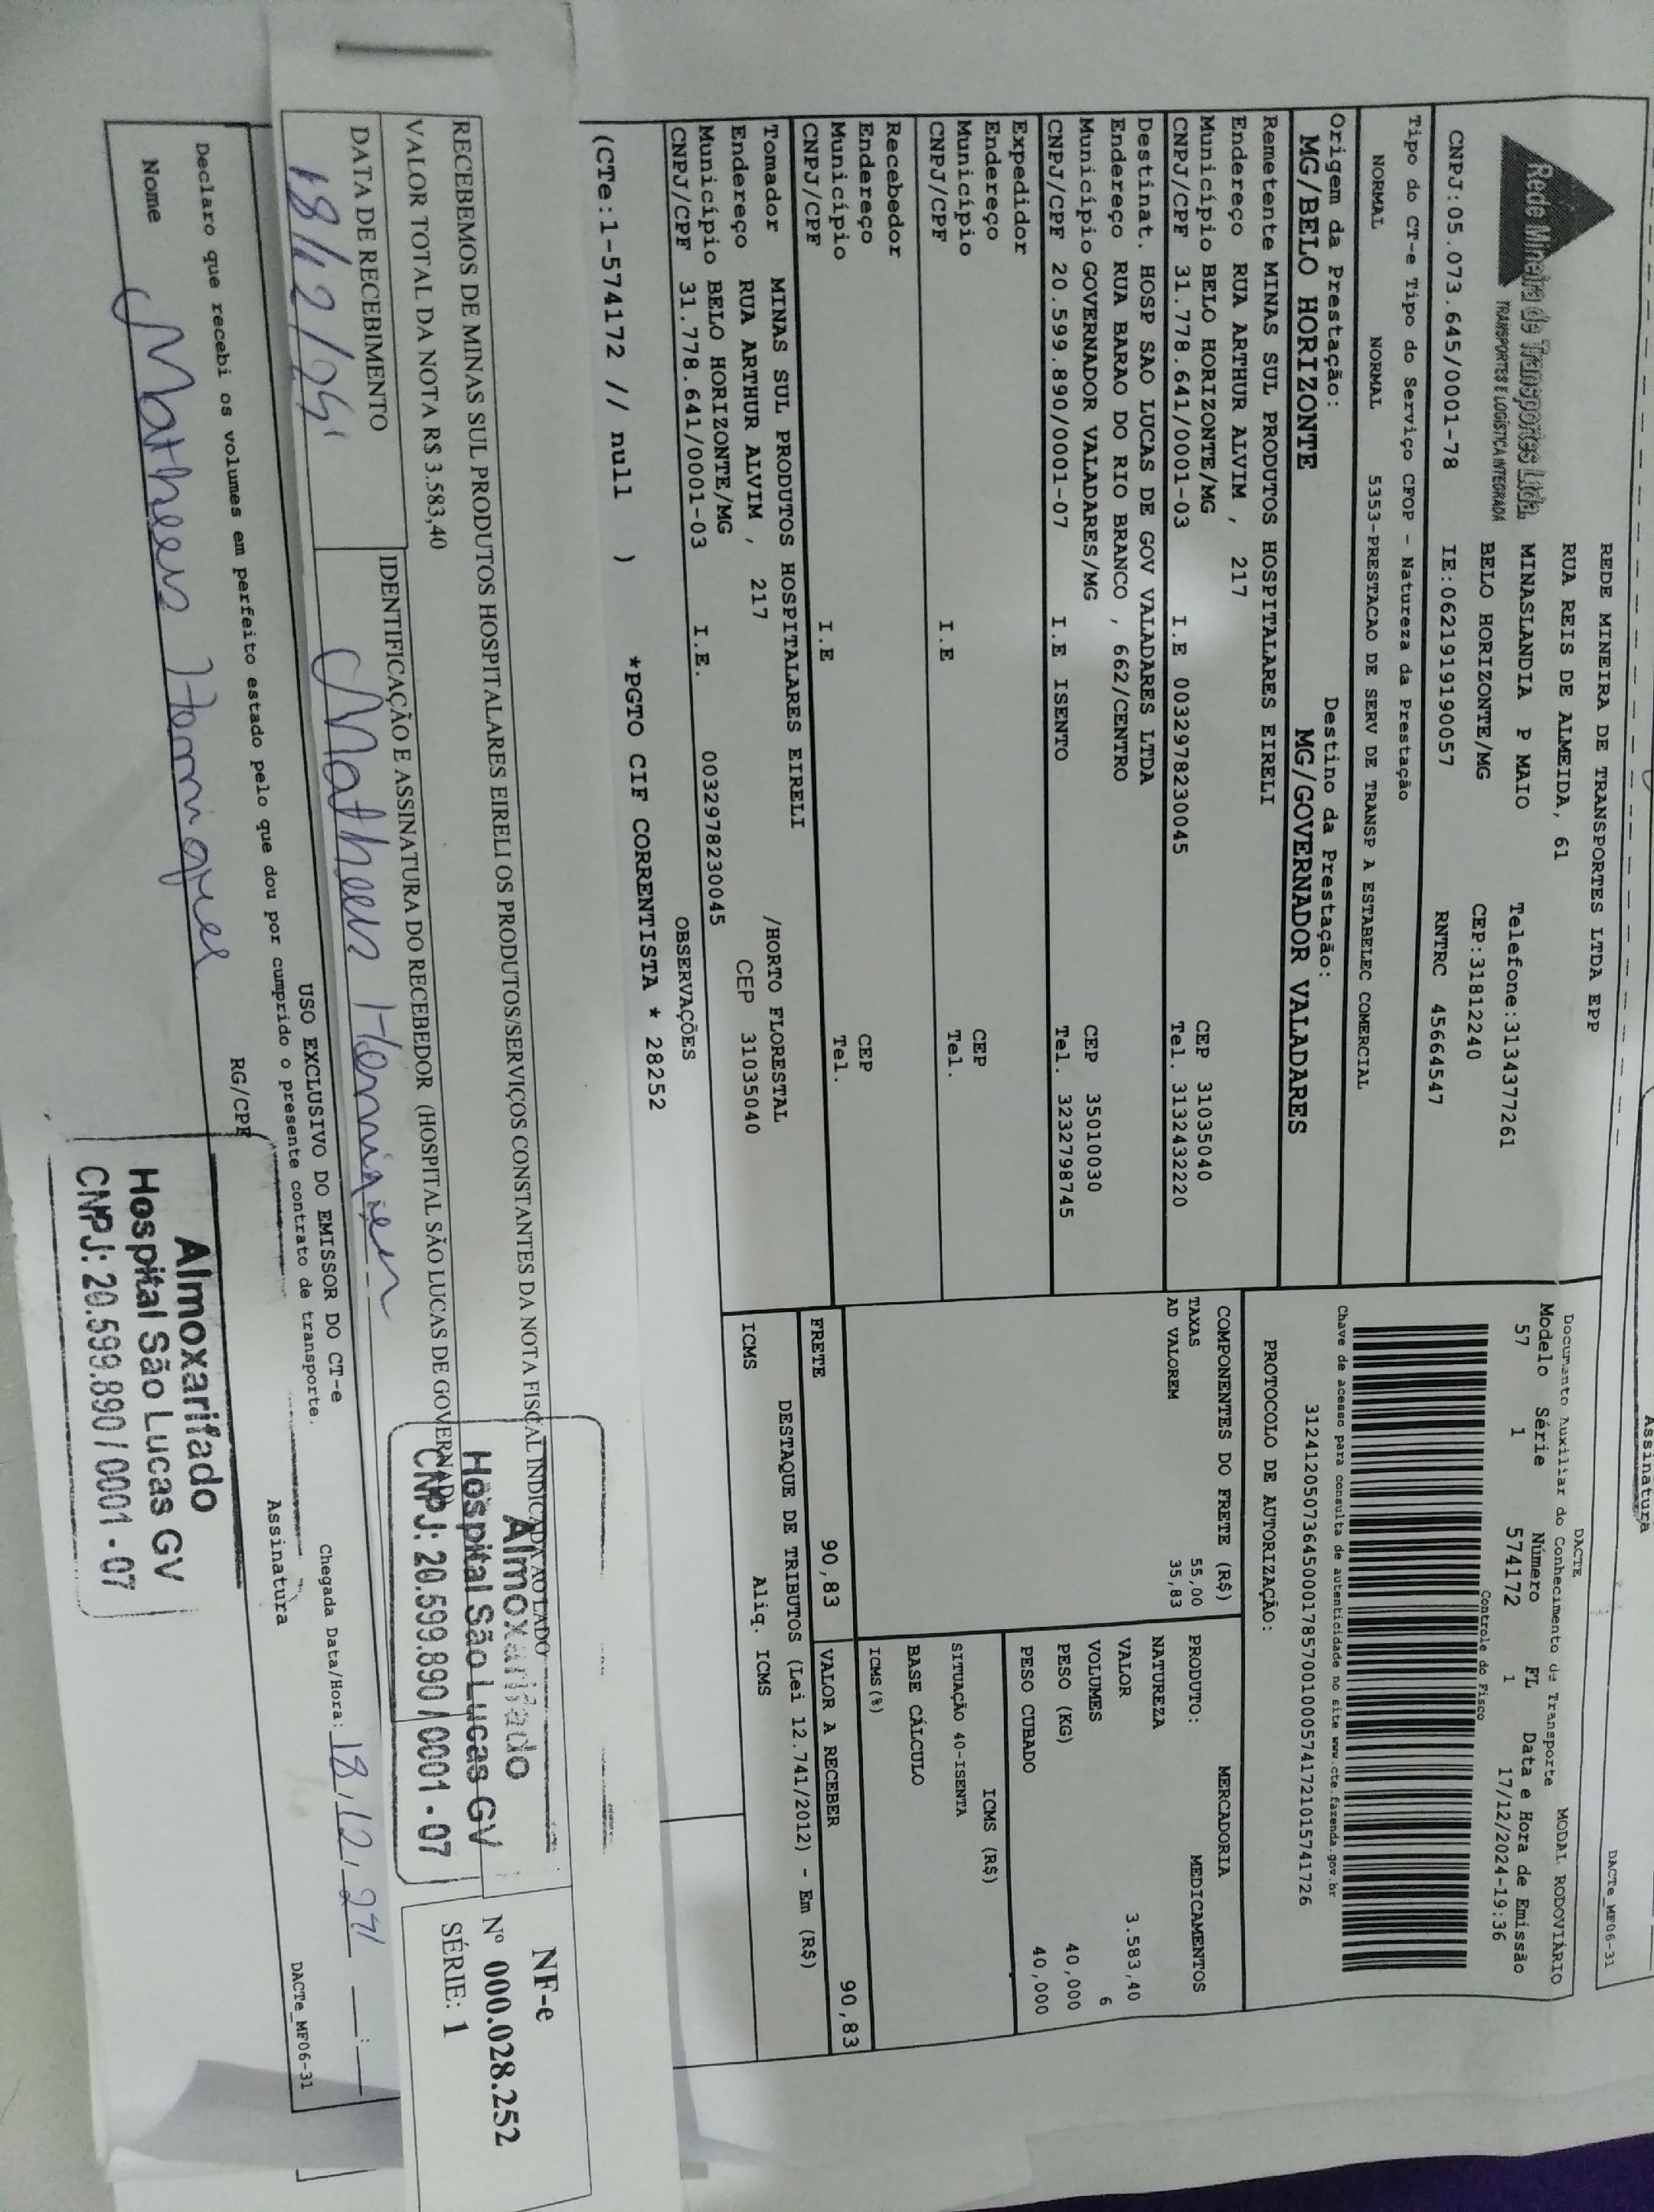 Assinatura
DACTe_MF06-31
Rede Mineira de Transportes Ltda.
TRANSPORTES E LOGÍSTICA INTEGRADA
REDE MINEIRA DE TRANSPORTES LTDA EPP
RUA REIS DE ALMEIDA, 61
MINASLANDIA P MAIO Telefone:3134377261
BELO HORIZONTE/MG CEP:31812240
CNPJ:05.073.645/0001-78 IE:0621919190057 RNTRC 45664547
DACTE
Documento Auxiliar do Conhecimento de Transporte MODAL RODOVIÁRIO
Modelo Série Número FL Data e Hora de Emissão
57 1 574172 1 17/12/2024-19:36
Controle do Fisco
Chave de acesso para consulta de autenticidade no site www.cte.fazenda.gov.br
31241205073645000178570010005741721015741726
PROTOCOLO DE AUTORIZAÇÃO:
Tipo do CT-e Tipo do Serviço CFOP - Natureza da Prestação
NORMAL NORMAL 5353-PRESTACAO DE SERV DE TRANSP A ESTABELEC COMERCIAL
Origem da Prestação: Destino da Prestação:
MG/BELO HORIZONTE MG/GOVERNADOR VALADARES
Remetente MINAS SUL PRODUTOS HOSPITALARES EIRELI
Endereço RUA ARTHUR ALVIM , 217
Município BELO HORIZONTE/MG CEP 31035040
CNPJ/CPF 31.778.641/0001-03 I.E 0032978230045 Tel. 3132432220
Destinat. HOSP SAO LUCAS DE GOV VALADARES LTDA
Endereço RUA BARAO DO RIO BRANCO , 662/CENTRO
Município GOVERNADOR VALADARES/MG CEP 35010030
CNPJ/CPF 20.599.890/0001-07 I.E ISENTO Tel. 3232798745
Expedidor
Endereço
Município CEP
CNPJ/CPF I.E Tel.
Recebedor
Endereço
Município CEP
CNPJ/CPF I.E Tel.
Tomador MINAS SUL PRODUTOS HOSPITALARES EIRELI
Endereço RUA ARTHUR ALVIM , 217 /HORTO FLORESTAL
Município BELO HORIZONTE/MG CEP 31035040
CNPJ/CPF 31.778.641/0001-03 I.E. 0032978230045
COMPONENTES DO FRETE (R$)
TAXAS 55,00
AD VALOREM 35,83
PRODUTO: MERCADORIA
NATUREZA MEDICAMENTOS
VALOR 3.583,40
VOLUMES 6
PESO (KG) 40,000
PESO CUBADO 40,000
ICMS (R$)
SITUAÇÃO 40-ISENTA
BASE CÁLCULO
ICMS(%)
FRETE 90,83 VALOR A RECEBER 90,83
DESTAQUE DE TRIBUTOS (Lei 12.741/2012) - Em (R$)
ICMS Aliq. ICMS
OBSERVAÇÕES
(CTe:1-574172 // null ) *PGTO CIF CORRENTISTA * 28252
RECEBEMOS DE MINAS SUL PRODUTOS HOSPITALARES EIRELI OS PRODUTOS/SERVIÇOS CONSTANTES DA NOTA FISCAL INDICADA AO LADO
VALOR TOTAL DA NOTA R$ 3.583,40
DATA DE RECEBIMENTO
18/12/24
IDENTIFICAÇÃO E ASSINATURA DO RECEBEDOR (HOSPITAL SÃO LUCAS DE GOVERNAD)
Matheus Henriques
NF-e
Nº 000.028.252
SÉRIE: 1
Almoxarifado
Hospital São Lucas GV
CNPJ: 20.599.890/0001-07
USO EXCLUSIVO DO EMISSOR DO CT-e
Declaro que recebi os volumes em perfeito estado pelo que dou por cumprido o presente contrato de transporte.
Chegada Data/Hora: 18/12/24 __:__
Nome Matheus Henriques RG/CPF Assinatura
DACTe_MF06-31
Almoxarifado
Hospital São Lucas GV
CNPJ: 20.599.890/0001-07